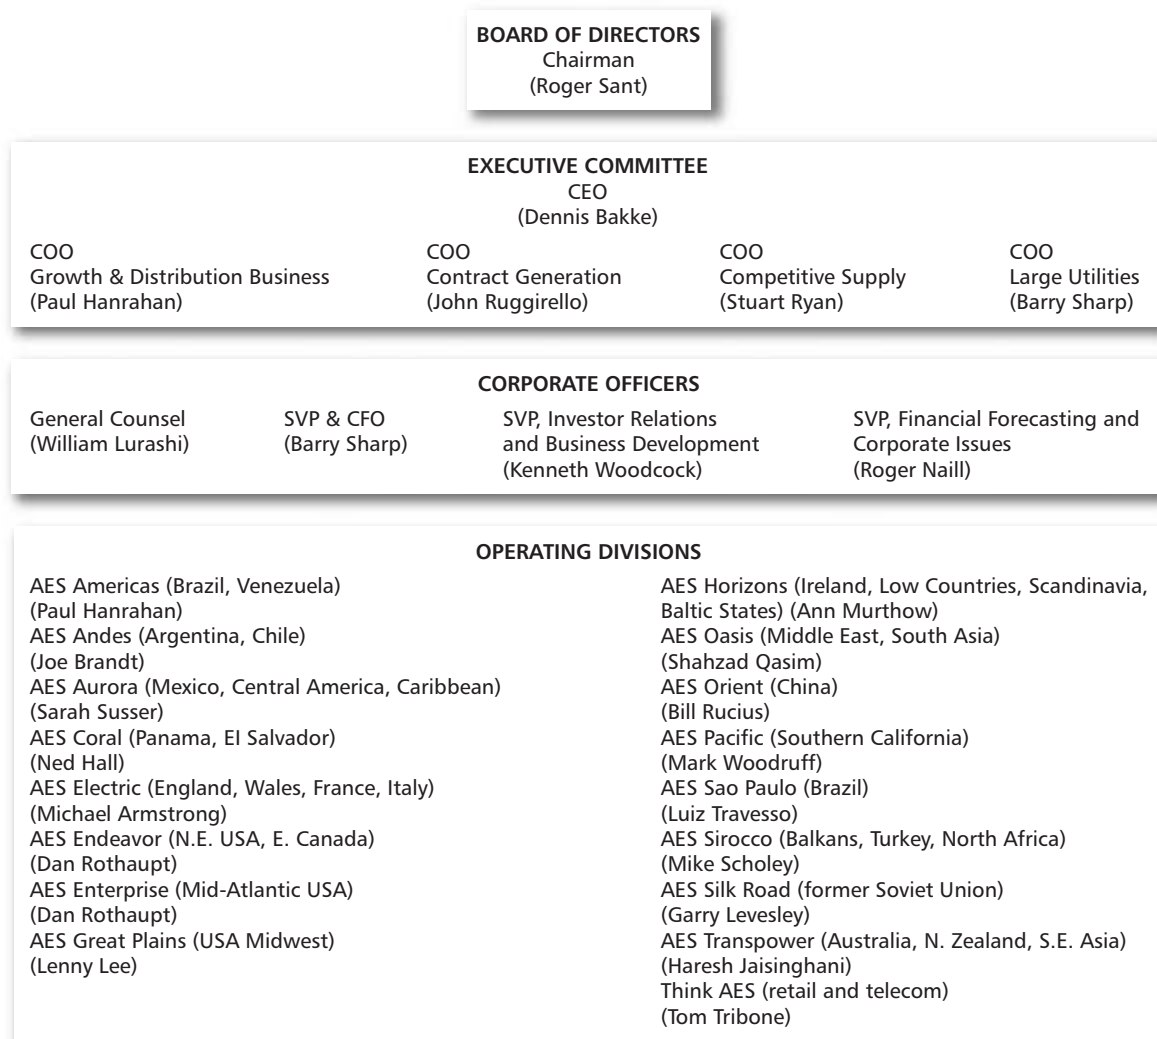 BOARD OF DIRECTORS
Chairman
(Roger Sant)
EXECUTIVE COMMITTEE
CEO
(Dennis Bakke)
COO
Growth & Distribution Business
(Paul Hanrahan)
COO
Contract Generation
(John Ruggirello)
COO
Competitive Supply
(Stuart Ryan)
COO
Large Utilities
(Barry Sharp)
CORPORATE OFFICERS
General Counsel
(William Lurashi)
SVP & CFO
(Barry Sharp)
SVP, Investor Relations
and Business Development
(Kenneth Woodcock)
SVP, Financial Forecasting and
Corporate Issues
(Roger Naill)
OPERATING DIVISIONS
AES Americas (Brazil, Venezuela)
(Paul Hanrahan)
AES Andes (Argentina, Chile)
(Joe Brandt)
AES Aurora (Mexico, Central America, Caribbean)
(Sarah Susser)
AES Coral (Panama, EI Salvador)
(Ned Hall)
AES Electric (England, Wales, France, Italy)
(Michael Armstrong)
AES Endeavor (N.E. USA, E. Canada)
(Dan Rothaupt)
AES Enterprise (Mid-Atlantic USA)
(Dan Rothaupt)
AES Great Plains (USA Midwest)
(Lenny Lee)
AES Horizons (Ireland, Low Countries, Scandinavia,
Baltic States) (Ann Murthow)
AES Oasis (Middle East, South Asia)
(Shahzad Qasim)
AES Orient (China)
(Bill Rucius)
AES Pacific (Southern California)
(Mark Woodruff)
AES Sao Paulo (Brazil)
(Luiz Travesso)
AES Sirocco (Balkans, Turkey, North Africa)
(Mike Scholey)
AES Silk Road (former Soviet Union)
(Garry Levesley)
AES Transpower (Australia, N. Zealand, S.E. Asia)
(Haresh Jaisinghani)
Think AES (retail and telecom)
(Tom Tribone)